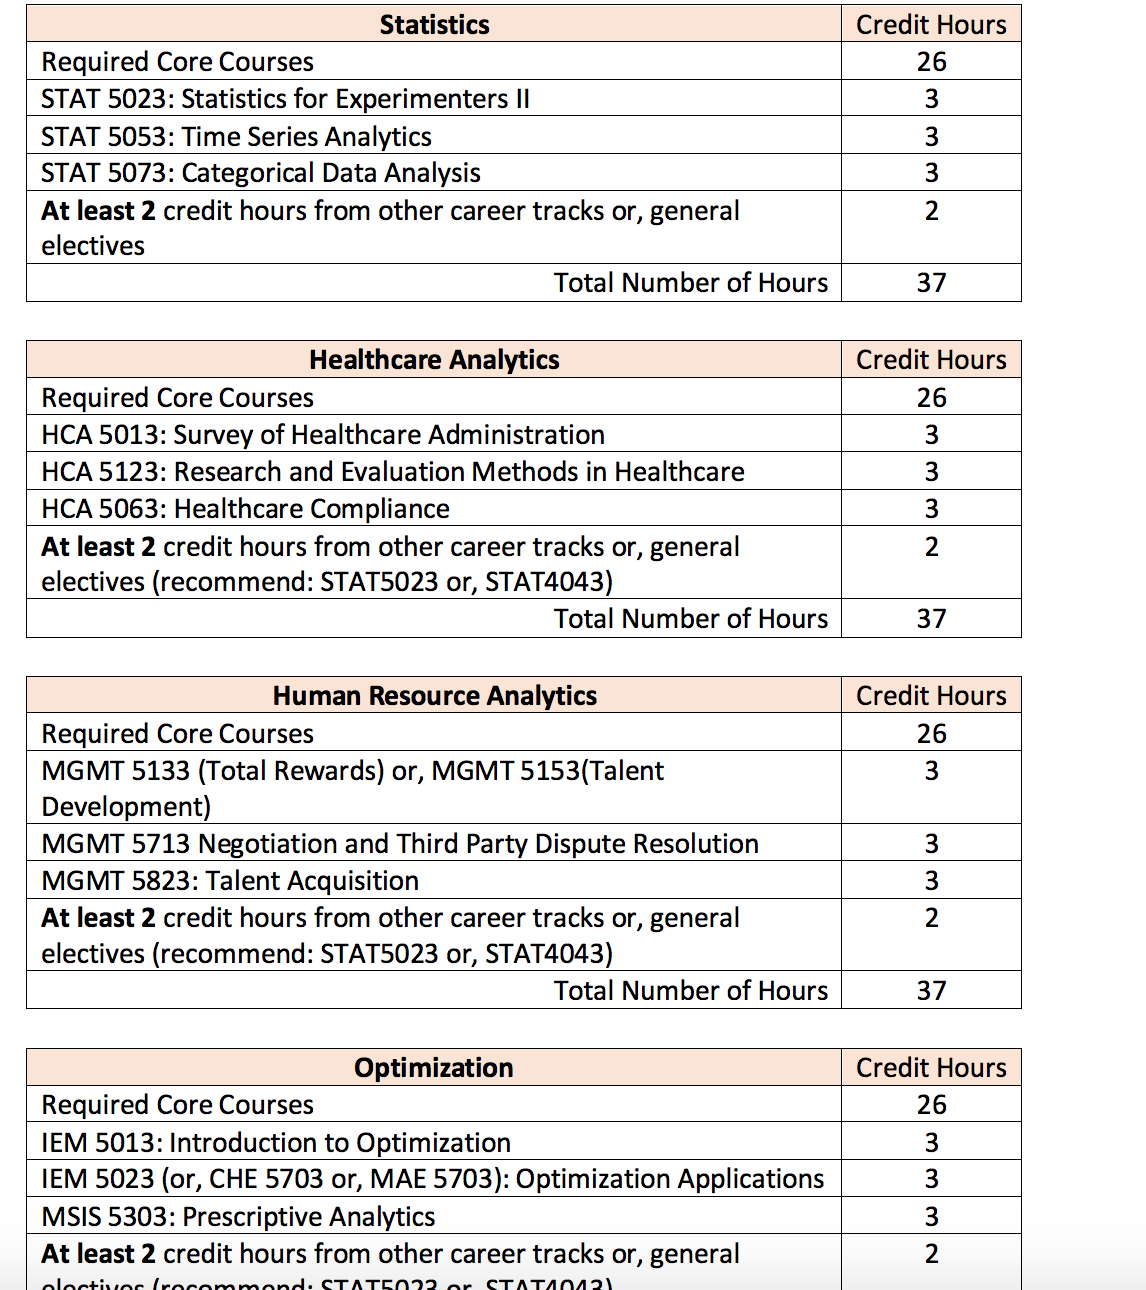 Statistics Credit Hours
Required Core Courses 26
STAT 5023: Statistics for Experimenters II 3
STAT 5053: Time Series Analytics 3
STAT 5073: Categorical Data Analysis 3
At least 2 credit hours from other career tracks or, general 2
electives
Total Number of Hours 37
Healthcare Analytics Credit Hours
Required Core Courses 26
HCA 5013: Survey of Healthcare Administration 3
HCA 5123: Research and Evaluation Methods in Healthcare 3
HCA 5063: Healthcare Compliance 3
At least 2 credit hours from other career tracks or, general 2
electives (recommend: STAT5023 or, STAT4043)
Total Number of Hours 37
Human Resource Analytics Credit Hours
Required Core Courses 26
MGMT 5133 (Total Rewards) or, MGMT 5153(Talent 3
Development)
MGMT 5713 Negotiation and Third Party Dispute Resolution 3
MGMT 5823: Talent Acquisition 3
At least 2 credit hours from other career tracks or, general 2
electives (recommend: STAT5023 or, STAT4043)
Total Number of Hours 37
Optimization Credit Hours
Required Core Courses 26
IEM 5013: Introduction to Optimization 3
IEM 5023 (or, CHE 5703 or, MAE 5703): Optimization Applications 3
MSIS 5303: Prescriptive Analytics 3
At least 2 credit hours from other career tracks or, general 2
electives (recommend: STAT5023 or, STAT4043)